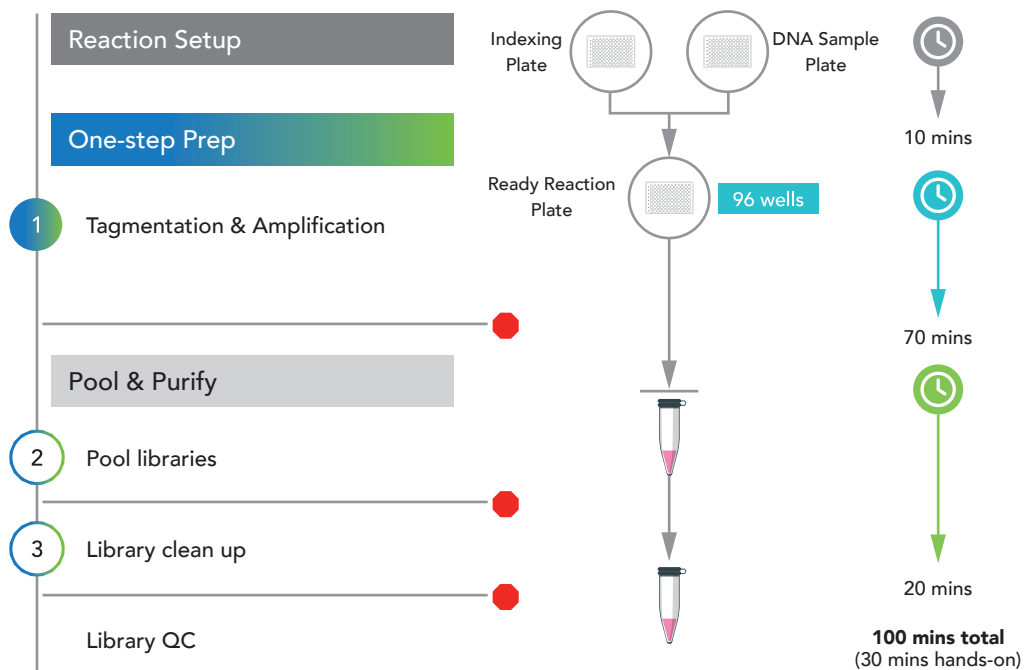 Reaction Setup
Indexing
Plate
DNA Sample
Plate
10 mins
One-step Prep
Ready Reaction
Plate
96 wells
1
Tagmentation & Amplification
70 mins
Pool & Purify
2
Pool libraries
3
Library clean up
20 mins
Library QC
100 mins total
(30 mins hands-on)